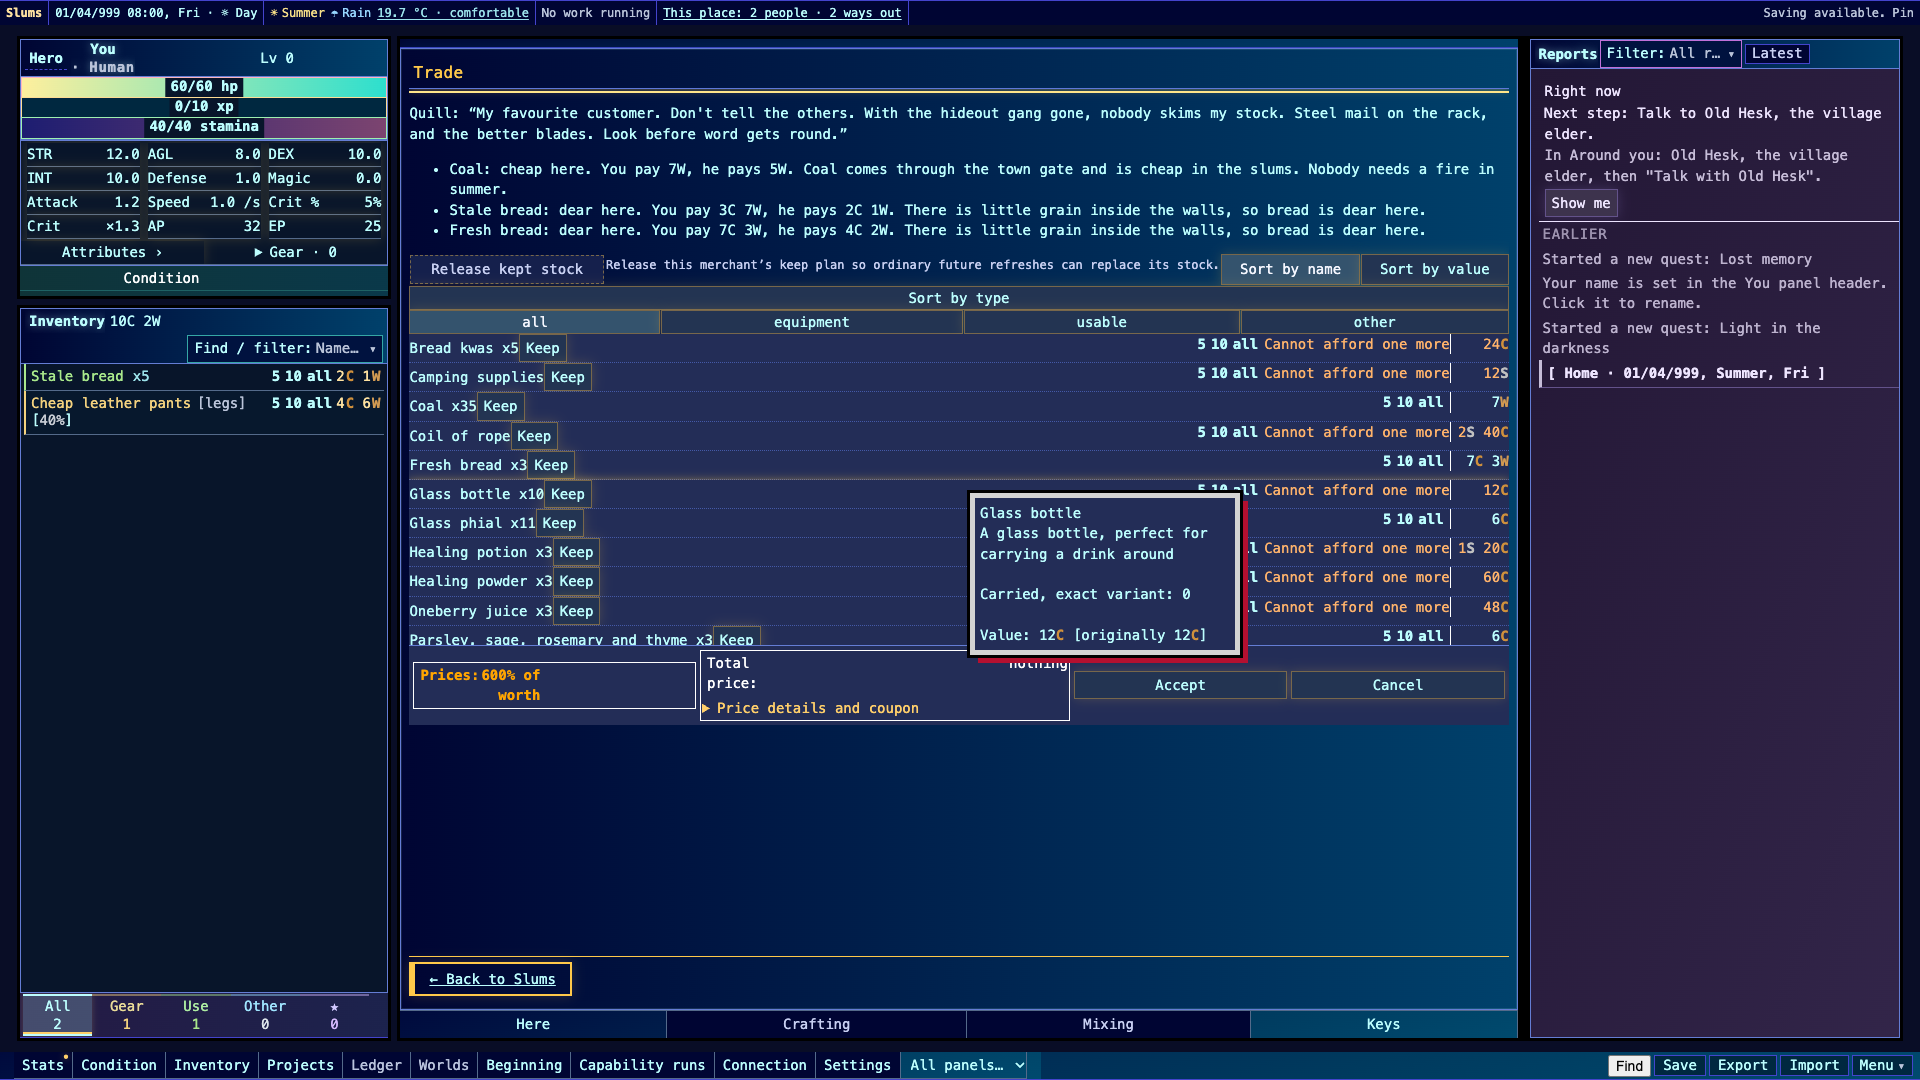 Slums 01/04/999 08:00, Fri · ☼ Day ☀ Summer ☂ Rain 19.7 °C · comfortable No work running This place: 2 people · 2 ways out Saving available. Pin
Hero · You Human Lv 0
60/60 hp
0/10 xp
40/40 stamina
STR 12.0 AGL 8.0 DEX 10.0
INT 10.0 Defense 1.0 Magic 0.0
Attack 1.2 Speed 1.0 /s Crit % 5%
Crit ×1.3 AP 32 EP 25
Attributes › ▶ Gear · 0
Condition
Inventory 10C 2W
Find / filter: Name… ▾
Stale bread x5 5 10 all 2C 1W
Cheap leather pants [legs] 5 10 all 4C 6W
[40%]
All Gear Use Other ★
2 1 1 0 0
Trade
Quill: “My favourite customer. Don't tell the others. With the hideout gang gone, nobody skims my stock. Steel mail on the rack,
and the better blades. Look before word gets round.”
• Coal: cheap here. You pay 7W, he pays 5W. Coal comes through the town gate and is cheap in the slums. Nobody needs a fire in
summer.
• Stale bread: dear here. You pay 3C 7W, he pays 2C 1W. There is little grain inside the walls, so bread is dear here.
• Fresh bread: dear here. You pay 7C 3W, he pays 4C 2W. There is little grain inside the walls, so bread is dear here.
Release kept stock Release this merchant’s keep plan so ordinary future refreshes can replace its stock. Sort by name Sort by value
Sort by type
all equipment usable other
Bread kwas x5 Keep 5 10 all Cannot afford one more 24C
Camping supplies Keep 5 10 all Cannot afford one more 12S
Coal x35 Keep 5 10 all 7W
Coil of rope Keep 5 10 all Cannot afford one more 2S 40C
Fresh bread x3 Keep 5 10 all 7C 3W
Glass bottle x10 Keep 5 10 all Cannot afford one more 12C
Glass phial x11 Keep 5 10 all 6C
Healing potion x3 Keep Cannot afford one more 1S 20C
Healing powder x3 Keep Cannot afford one more 60C
Oneberry juice x3 Keep Cannot afford one more 48C
Parsley, sage, rosemary and thyme x3 Keep 5 10 all 6C
Glass bottle
A glass bottle, perfect for
carrying a drink around
Carried, exact variant: 0
Value: 12C [originally 12C]
Prices: 600% of
worth
Total nothing
price:
▶ Price details and coupon
Accept Cancel
← Back to Slums
Here Crafting Mixing Keys
Reports Filter: All r… ▾ Latest
Right now
Next step: Talk to Old Hesk, the village
elder.
In Around you: Old Hesk, the village
elder, then "Talk with Old Hesk".
Show me
EARLIER
Started a new quest: Lost memory
Your name is set in the You panel header.
Click it to rename.
Started a new quest: Light in the
darkness
[ Home · 01/04/999, Summer, Fri ]
Stats Condition Inventory Projects Ledger Worlds Beginning Capability runs Connection Settings All panels… Find Save Export Import Menu ▾